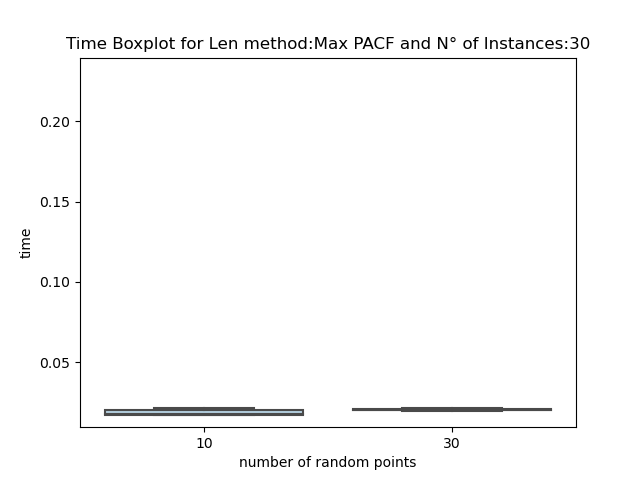 Time Boxplot for Len method:Max PACF and N° of Instances:30
0.20
0.15
time
0.10
0.05
10 30
number of random points